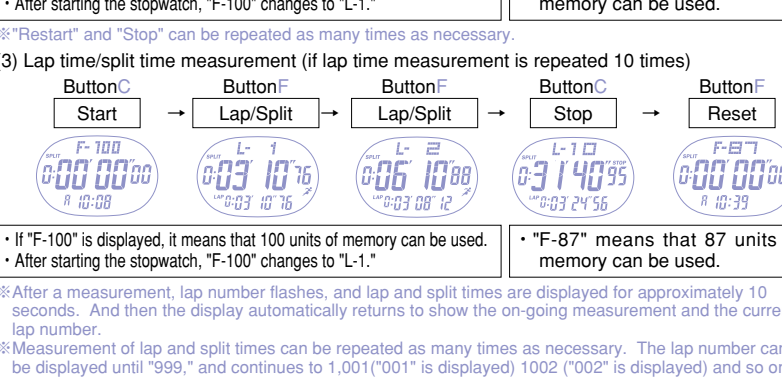 • After starting the stopwatch, "F-100" changes to "L-1."
memory can be used.
※"Restart" and "Stop" can be repeated as many times as necessary.
3) Lap time/split time measurement (if lap time measurement is repeated 10 times)
ButtonC ButtonF ButtonF ButtonC ButtonF
Start → Lap/Split → Lap/Split → Stop → Reset
F-100 L- 1 L- 2 L-10 F-87
SPLIT SPLIT SPLIT SPLIT STOP SPLIT
0:00'00"00 0:03'10"76 0:06'10"88 0:31'40"95 0:00'00"00
A 10:08 LAP 0:03'10"76 LAP 0:03'08"12 LAP 0:03'24"56 A 10:39
• If "F-100" is displayed, it means that 100 units of memory can be used.
• After starting the stopwatch, "F-100" changes to "L-1."
• "F-87" means that 87 units
memory can be used.
※After a measurement, lap number flashes, and lap and split times are displayed for approximately 10
seconds. And then the display automatically returns to show the on-going measurement and the curre
lap number.
※Measurement of lap and split times can be repeated as many times as necessary. The lap number can
be displayed until "999," and continues to 1,001("001" is displayed) 1002 ("002" is displayed) and so o